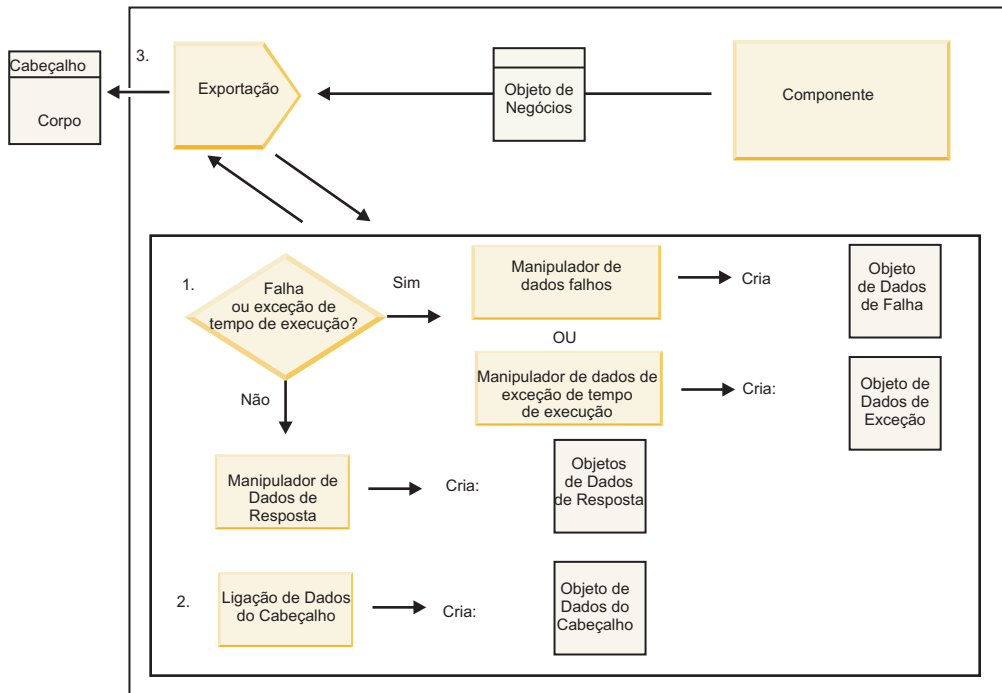 Cabeçalho
Corpo
3.
Exportação
Objeto de
Negócios
Componente
1.
Falha
ou exceção de
tempo de execução?
Sim
Manipulador de
dados falhos
Cria
Objeto
de Dados
de Falha
OU
Manipulador de dados de
exceção de tempo
de execução
Cria:
Objeto de
Dados de
Exceção
Não
Manipulador de
Dados de
Resposta
Cria:
Objetos
de Dados
de Resposta
2.
Ligação de Dados
do Cabeçalho
Cria:
Objeto de
Dados do
Cabeçalho